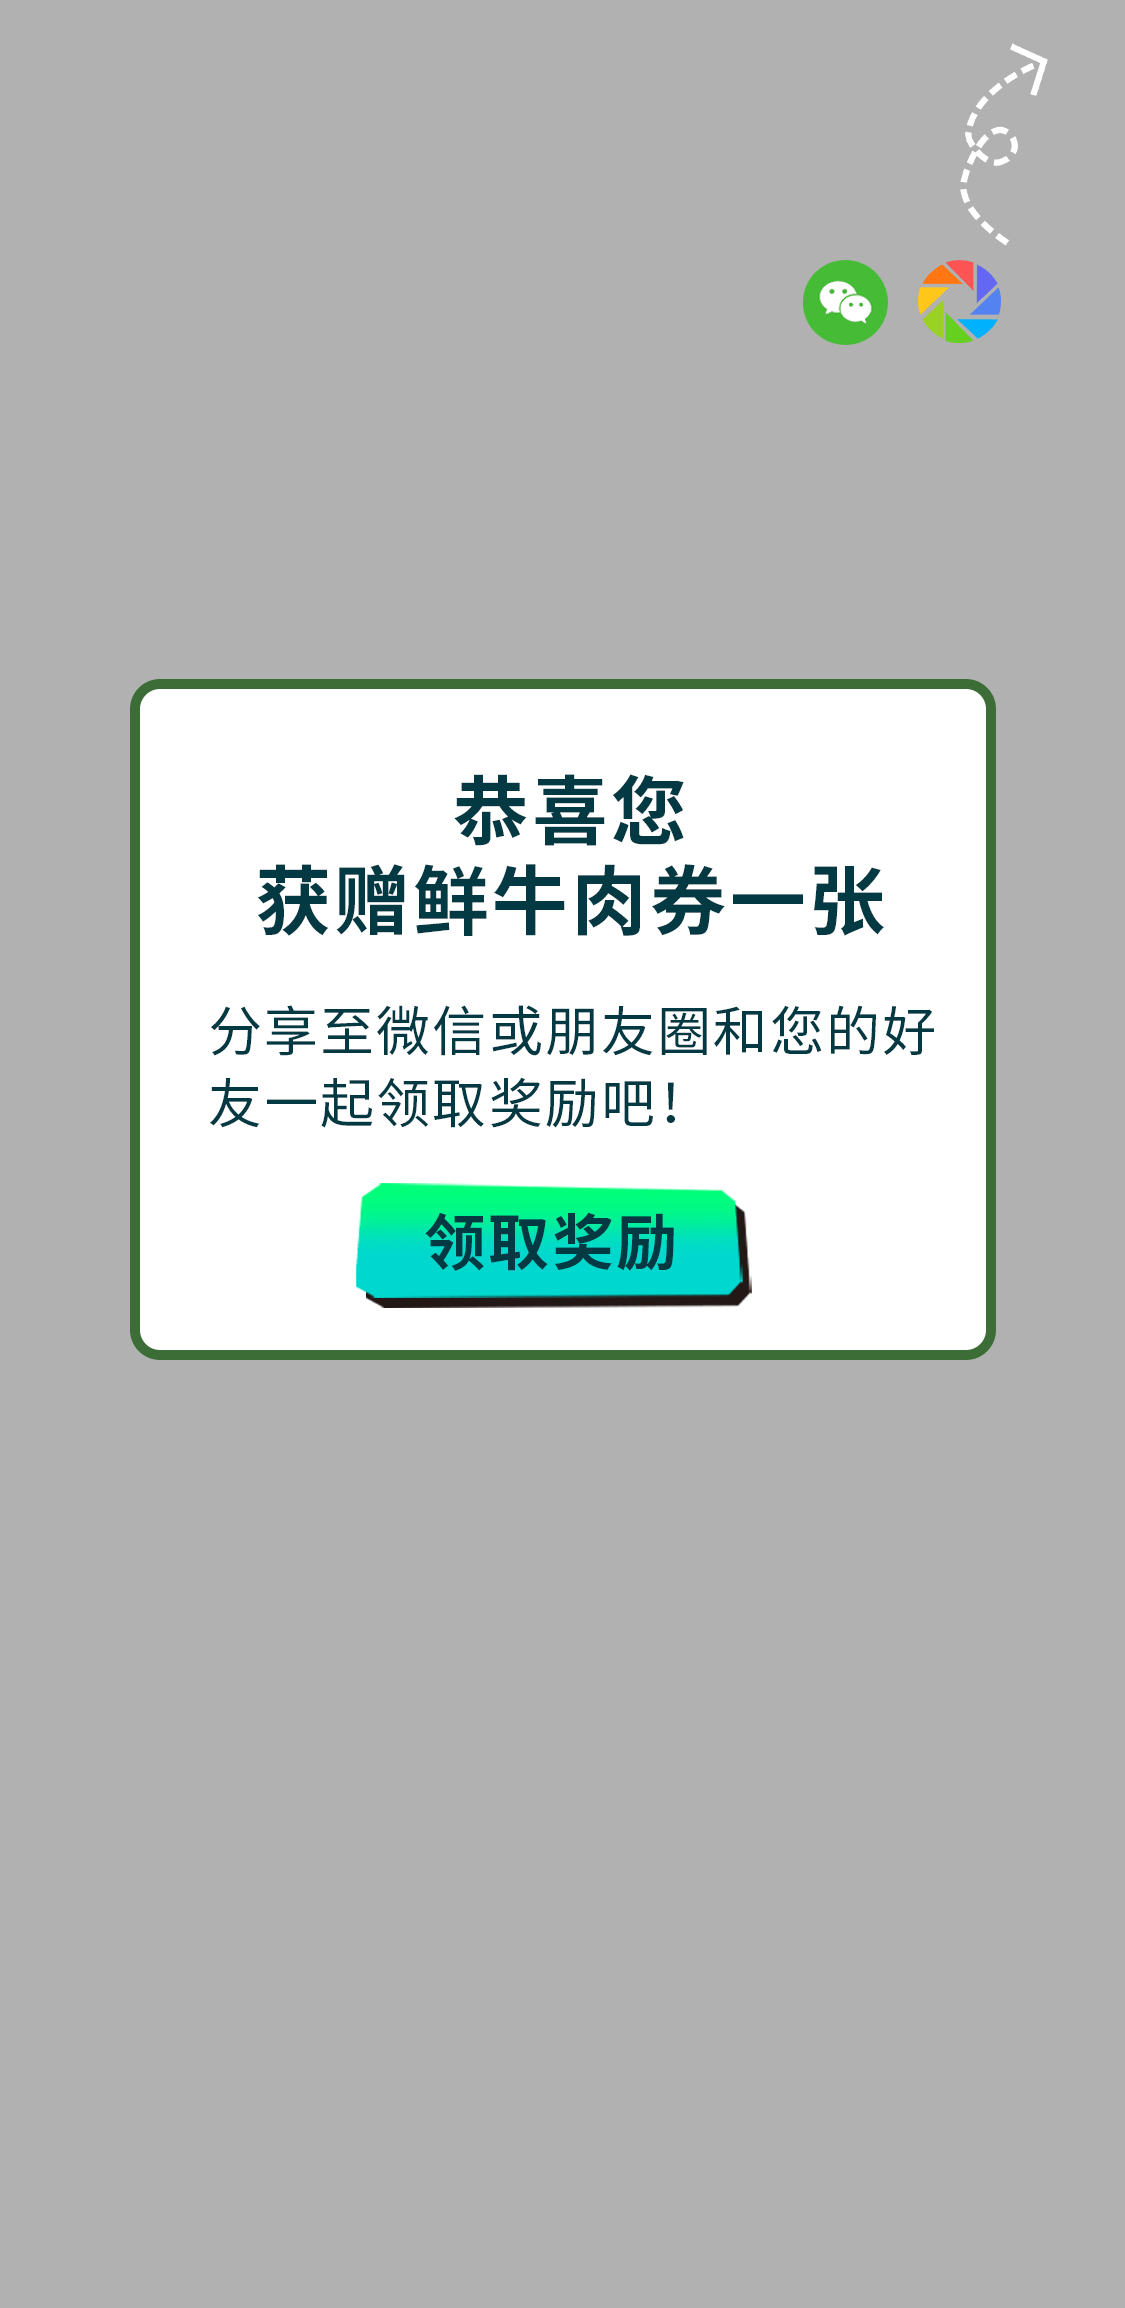 恭喜您
获赠鲜牛肉券一张
分享至微信或朋友圈和您的好
友一起领取奖励吧！
领取奖励